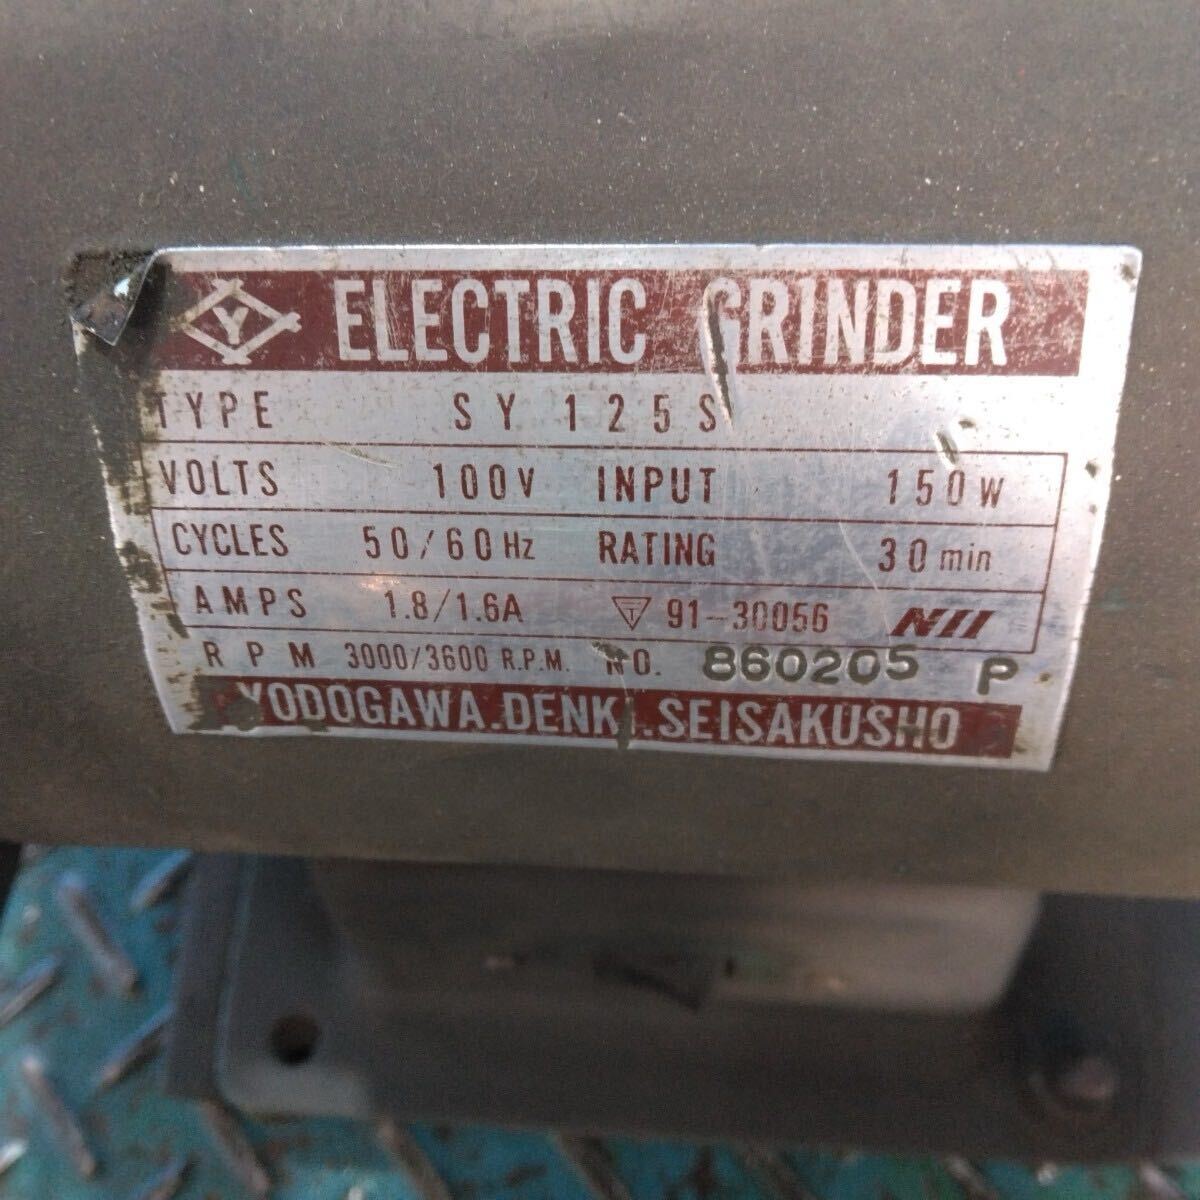 Y ELECTRIC GRINDER
TYPE SY 125S
VOLTS 100V INPUT 150W
CYCLES 50/60Hz RATING 30min
AMPS 1.8/1.6A T 91-30056
RPM 3000/3600 R.P.M. NO. 860205 P
YODOGAWA.DENKI.SEISAKUSHO